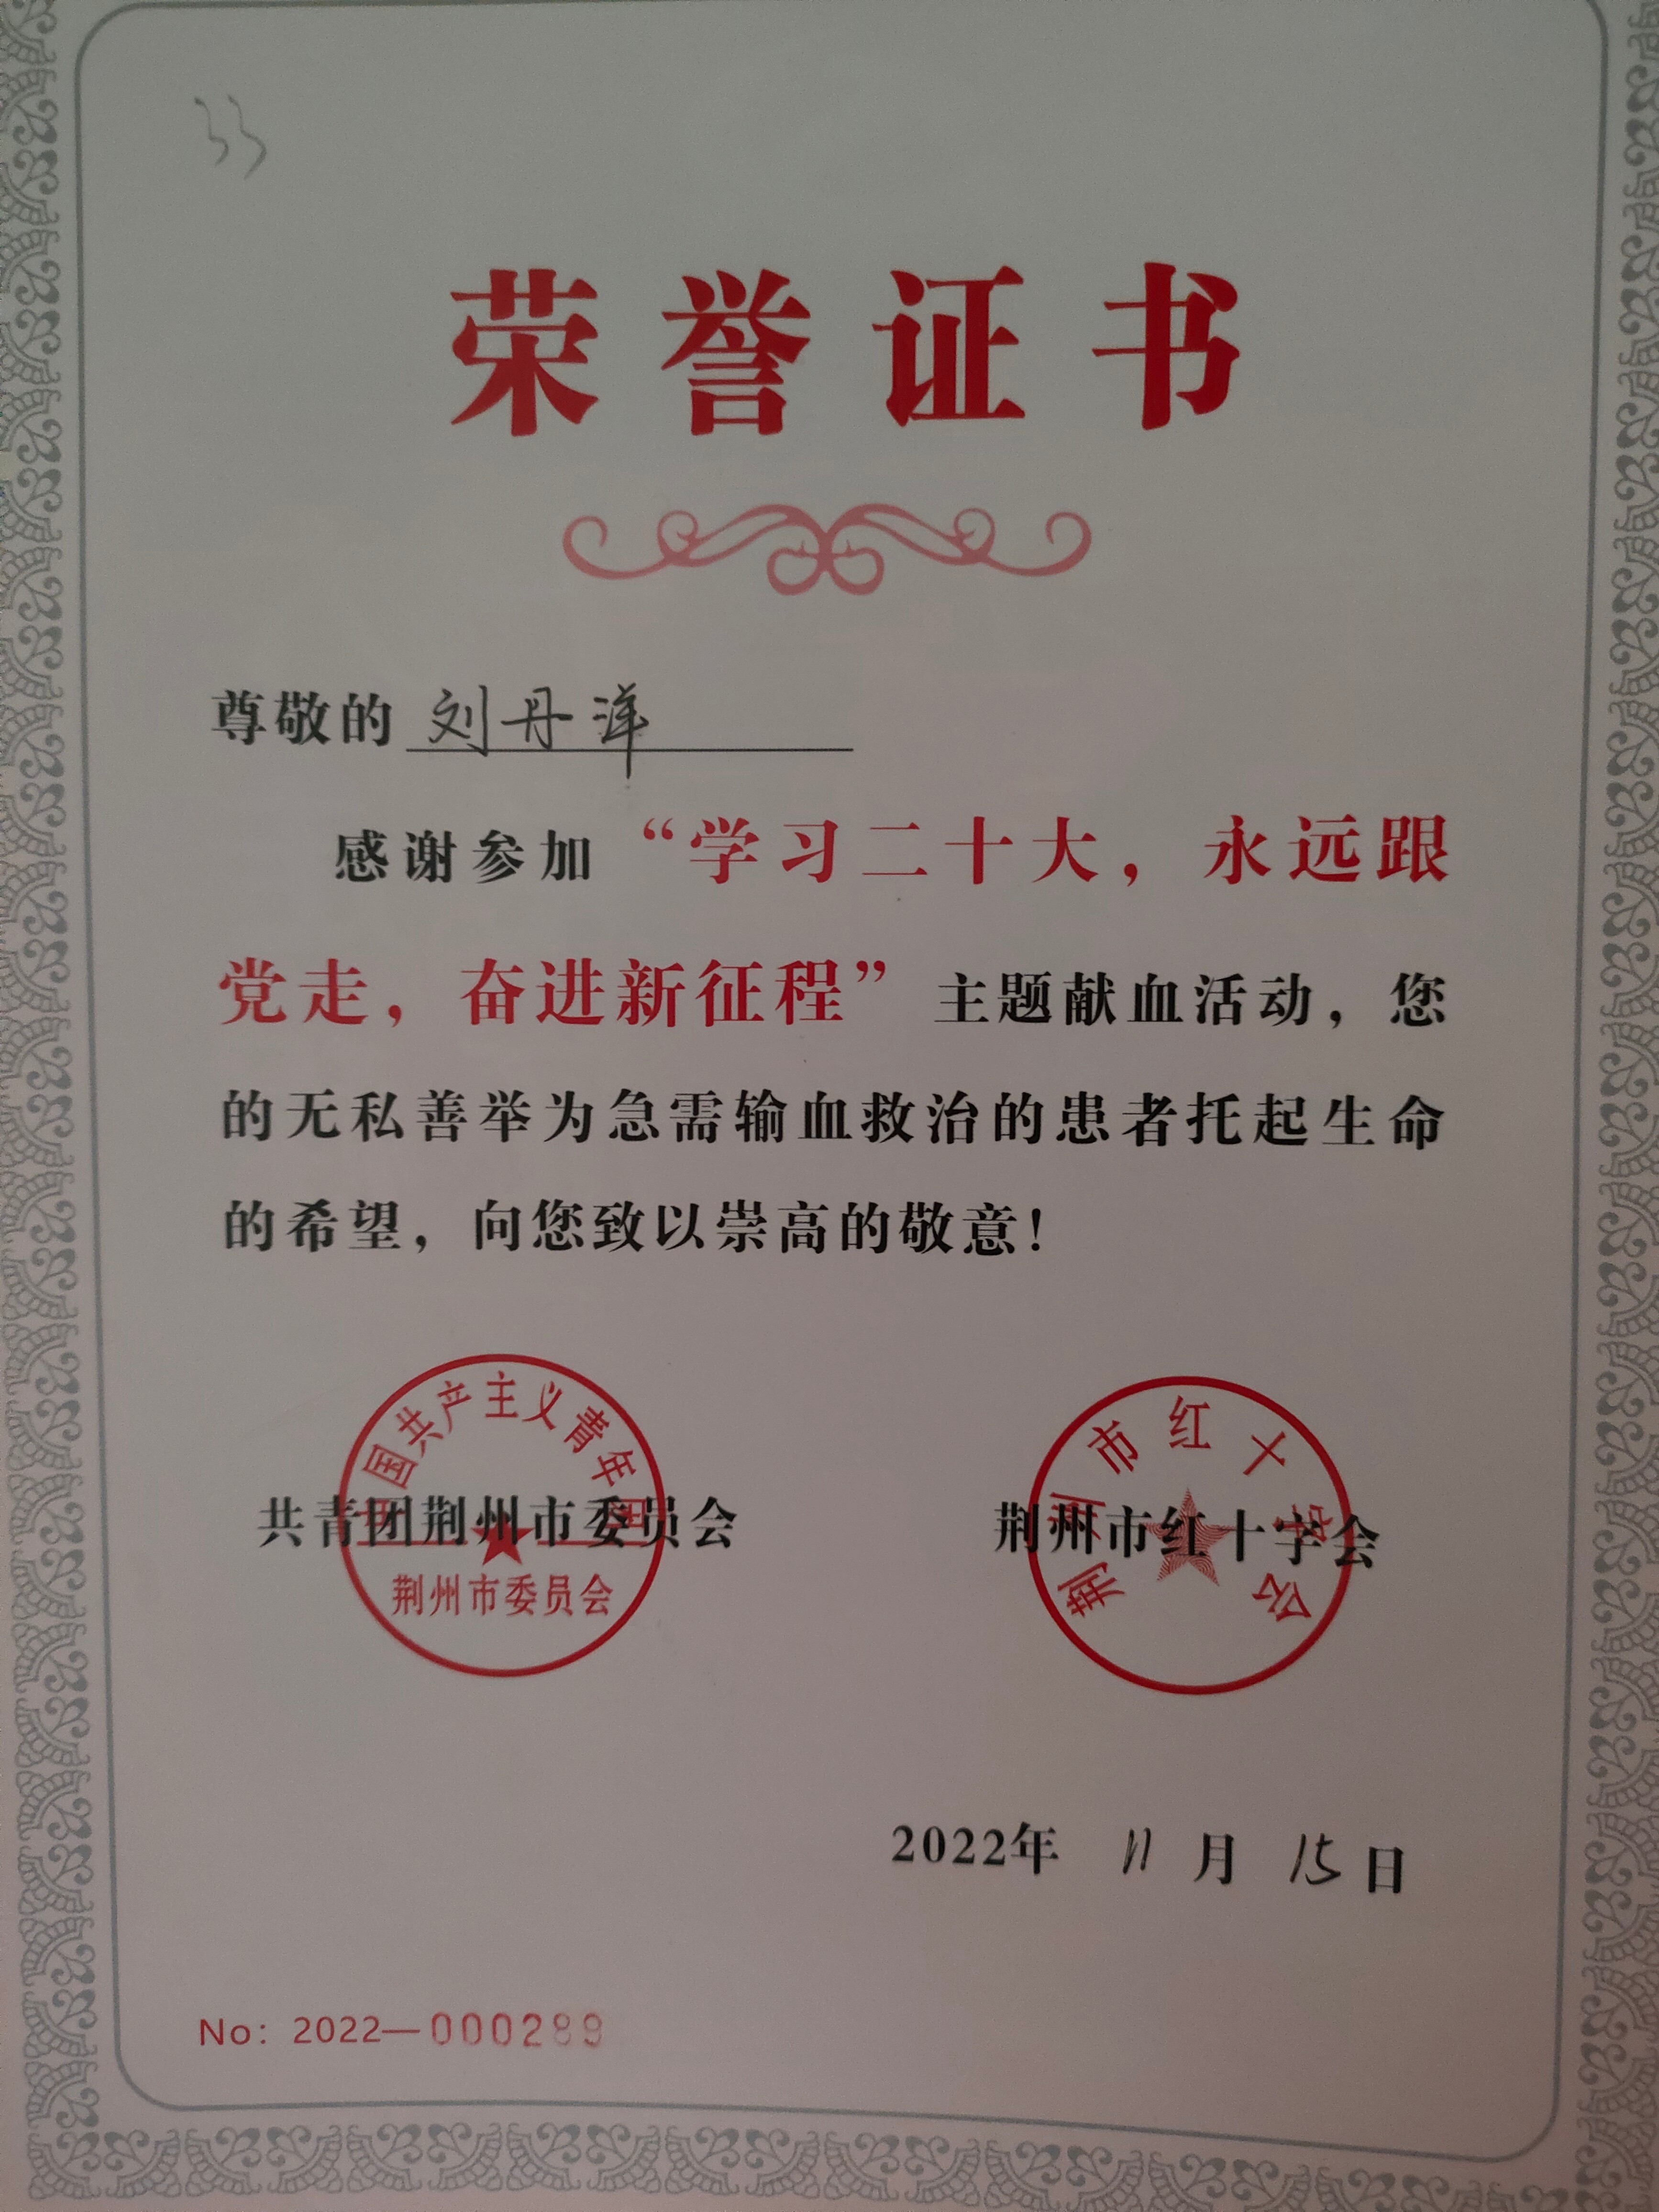 33
荣誉证书
尊敬的 刘丹洋
感谢参加“学习二十大，永远跟
党走，奋进新征程”主题献血活动，您
的无私善举为急需输血救治的患者托起生命
的希望，向您致以崇高的敬意！
中国共产主义青年团
共青团荆州市委员会
荆州市委员会
荆州市红十字会
荆州市红十字会
2022年 11 月 15 日
No：2022—000289